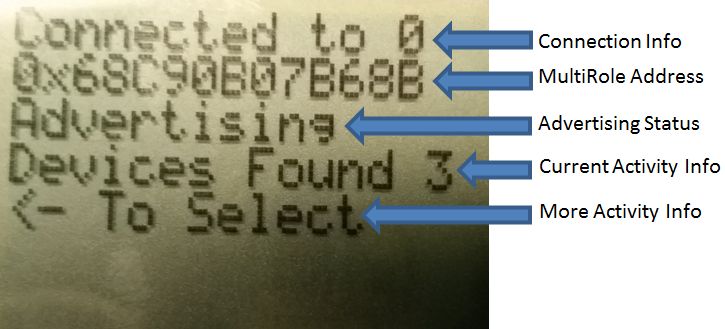 Connected to 0
Connection Info
0x68C90B07B68B
MultiRole Address
Advertising
Advertising Status
Devices Found 3
Current Activity Info
<- To Select
More Activity Info